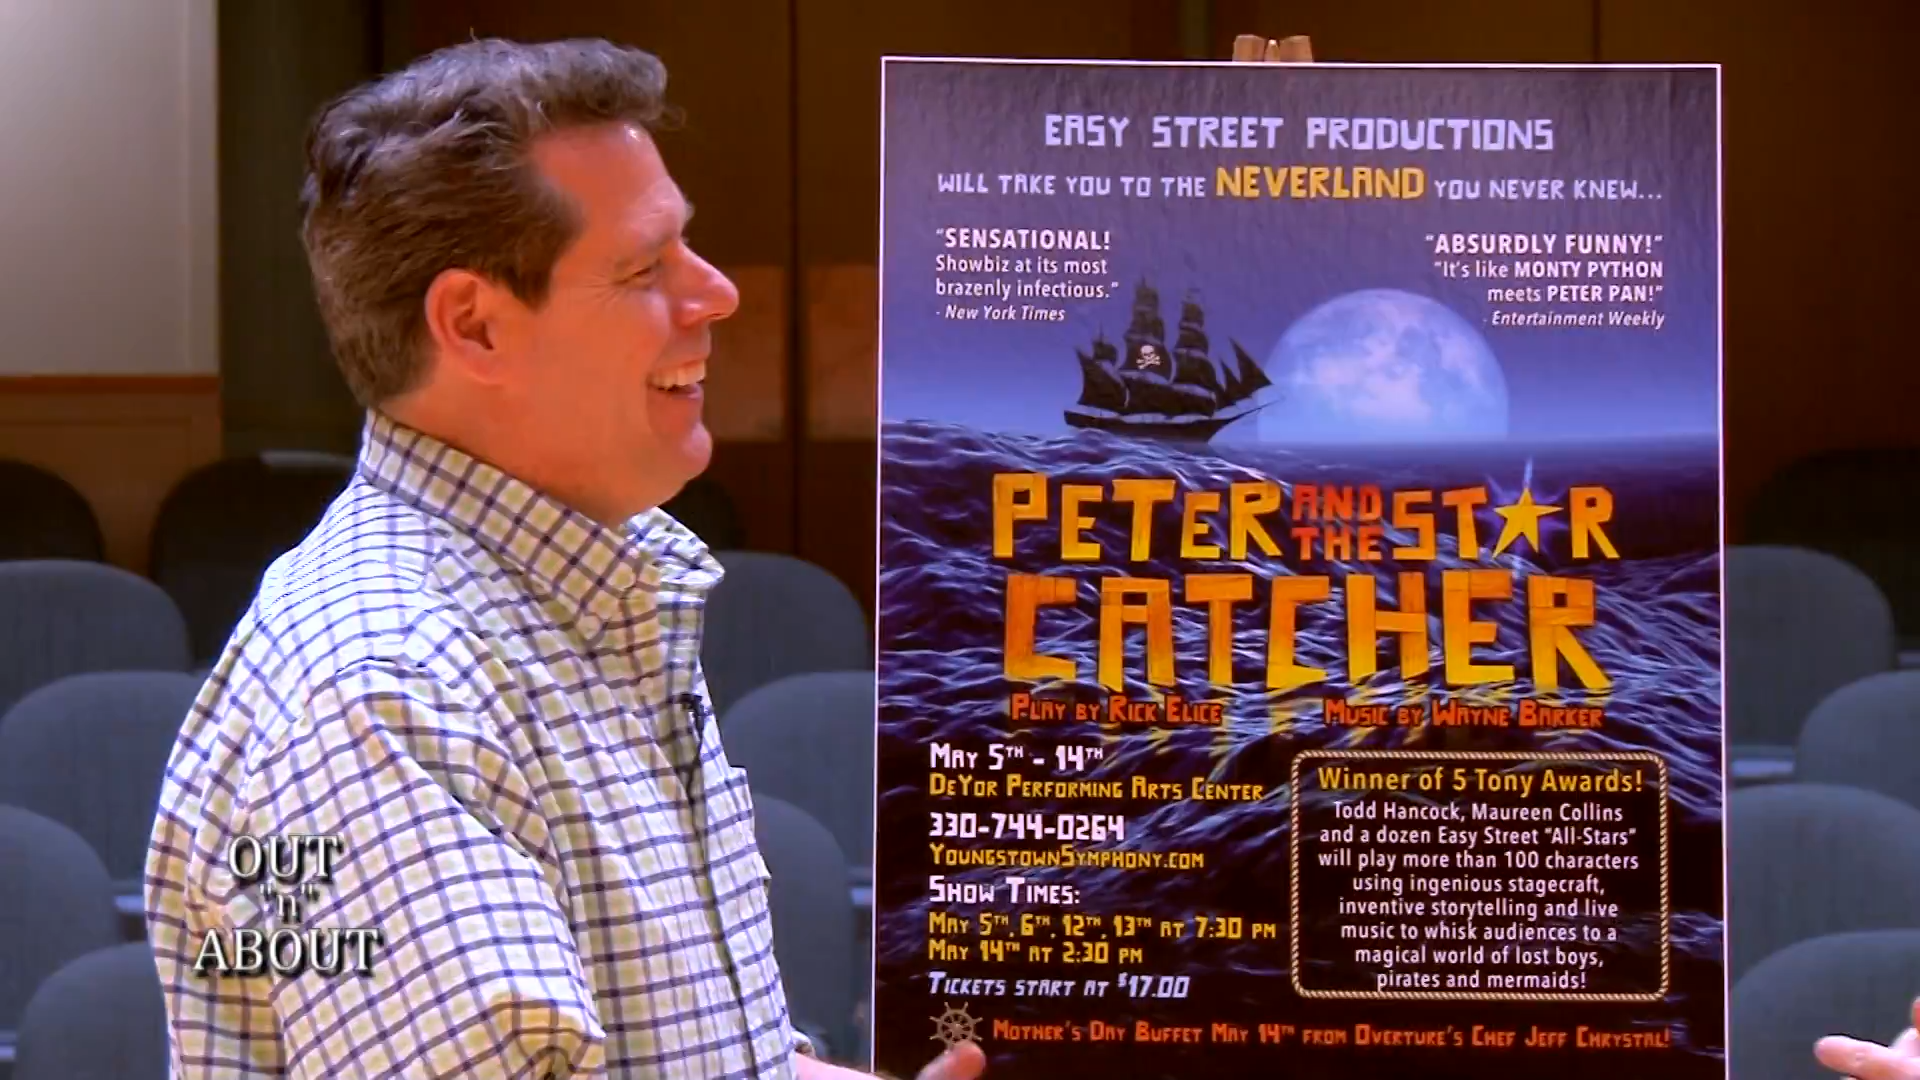 EASY STREET PRODUCTIONS
WILL TAKE YOU TO THE NEVERLAND YOU NEVER KNEW...
"SENSATIONAL!
Showbiz at its most
brazenly infectious."
- New York Times
"ABSURDLY FUNNY!"
"It's like MONTY PYTHON
meets PETER PAN!"
- Entertainment Weekly
PETER AND THE STAR
CATCHER
PLAY BY RICK ELICE
MUSIC BY WAYNE BARKER
MAY 5TH - 14TH
DEYOR PERFORMING ARTS CENTER
330-744-0264
YOUNGSTOWNSYMPHONY.COM
SHOW TIMES:
MAY 5TH, 6TH, 12TH, 13TH AT 7:30 PM
MAY 14TH AT 2:30 PM
TICKETS START AT $17.00
Winner of 5 Tony Awards!
Todd Hancock, Maureen Collins
and a dozen Easy Street "All-Stars"
will play more than 100 characters
using ingenious stagecraft,
inventive storytelling and live
music to whisk audiences to a
magical world of lost boys,
pirates and mermaids!
MOTHER'S DAY BUFFET MAY 14TH FROM OVERTURE'S CHEF JEFF CHRYSTAL!
OUT
"n"
ABOUT